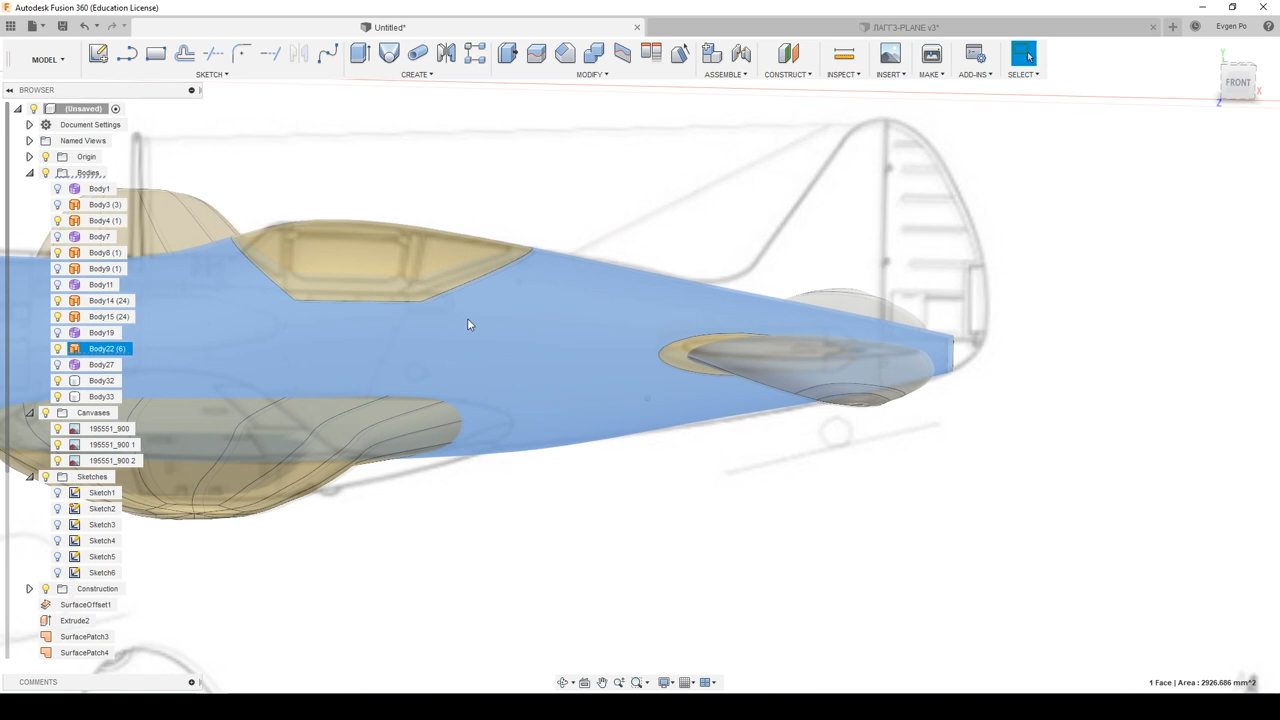 Autodesk Fusion 360 (Education License)
Untitled*
ЛАГГЗ-PLANE v3*
Evgen Po
MODEL
SKETCH
CREATE
MODIFY
ASSEMBLE
CONSTRUCT
INSPECT
INSERT
MAKE
ADD-INS
SELECT
BROWSER
(Unsaved)
Document Settings
Named Views
Origin
Bodies
Body1
Body3 (3)
Body4 (1)
Body7
Body8 (1)
Body9 (1)
Body11
Body14 (24)
Body15 (24)
Body19
Body22 (6)
Body27
Body32
Body33
Canvases
195551_900
195551_900 1
195551_900 2
Sketches
Sketch1
Sketch2
Sketch3
Sketch4
Sketch5
Sketch6
Construction
SurfaceOffset1
Extrude2
SurfacePatch3
SurfacePatch4
Y
FRONT
X
Z
COMMENTS
1 Face | Area : 2926.686 mm^2